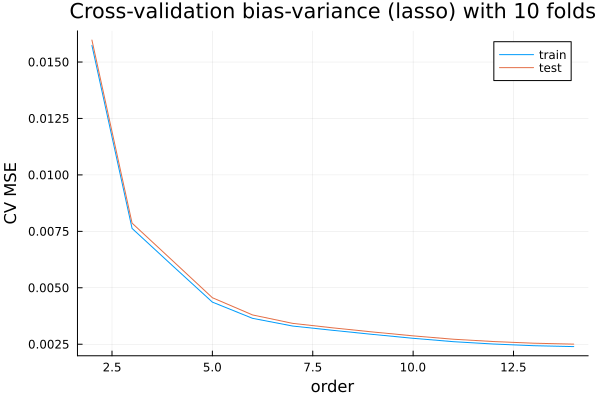 Cross-validation bias-variance (lasso) with 10 folds
train
test
CV MSE
0.0150
0.0125
0.0100
0.0075
0.0050
0.0025
2.5 5.0 7.5 10.0 12.5
order